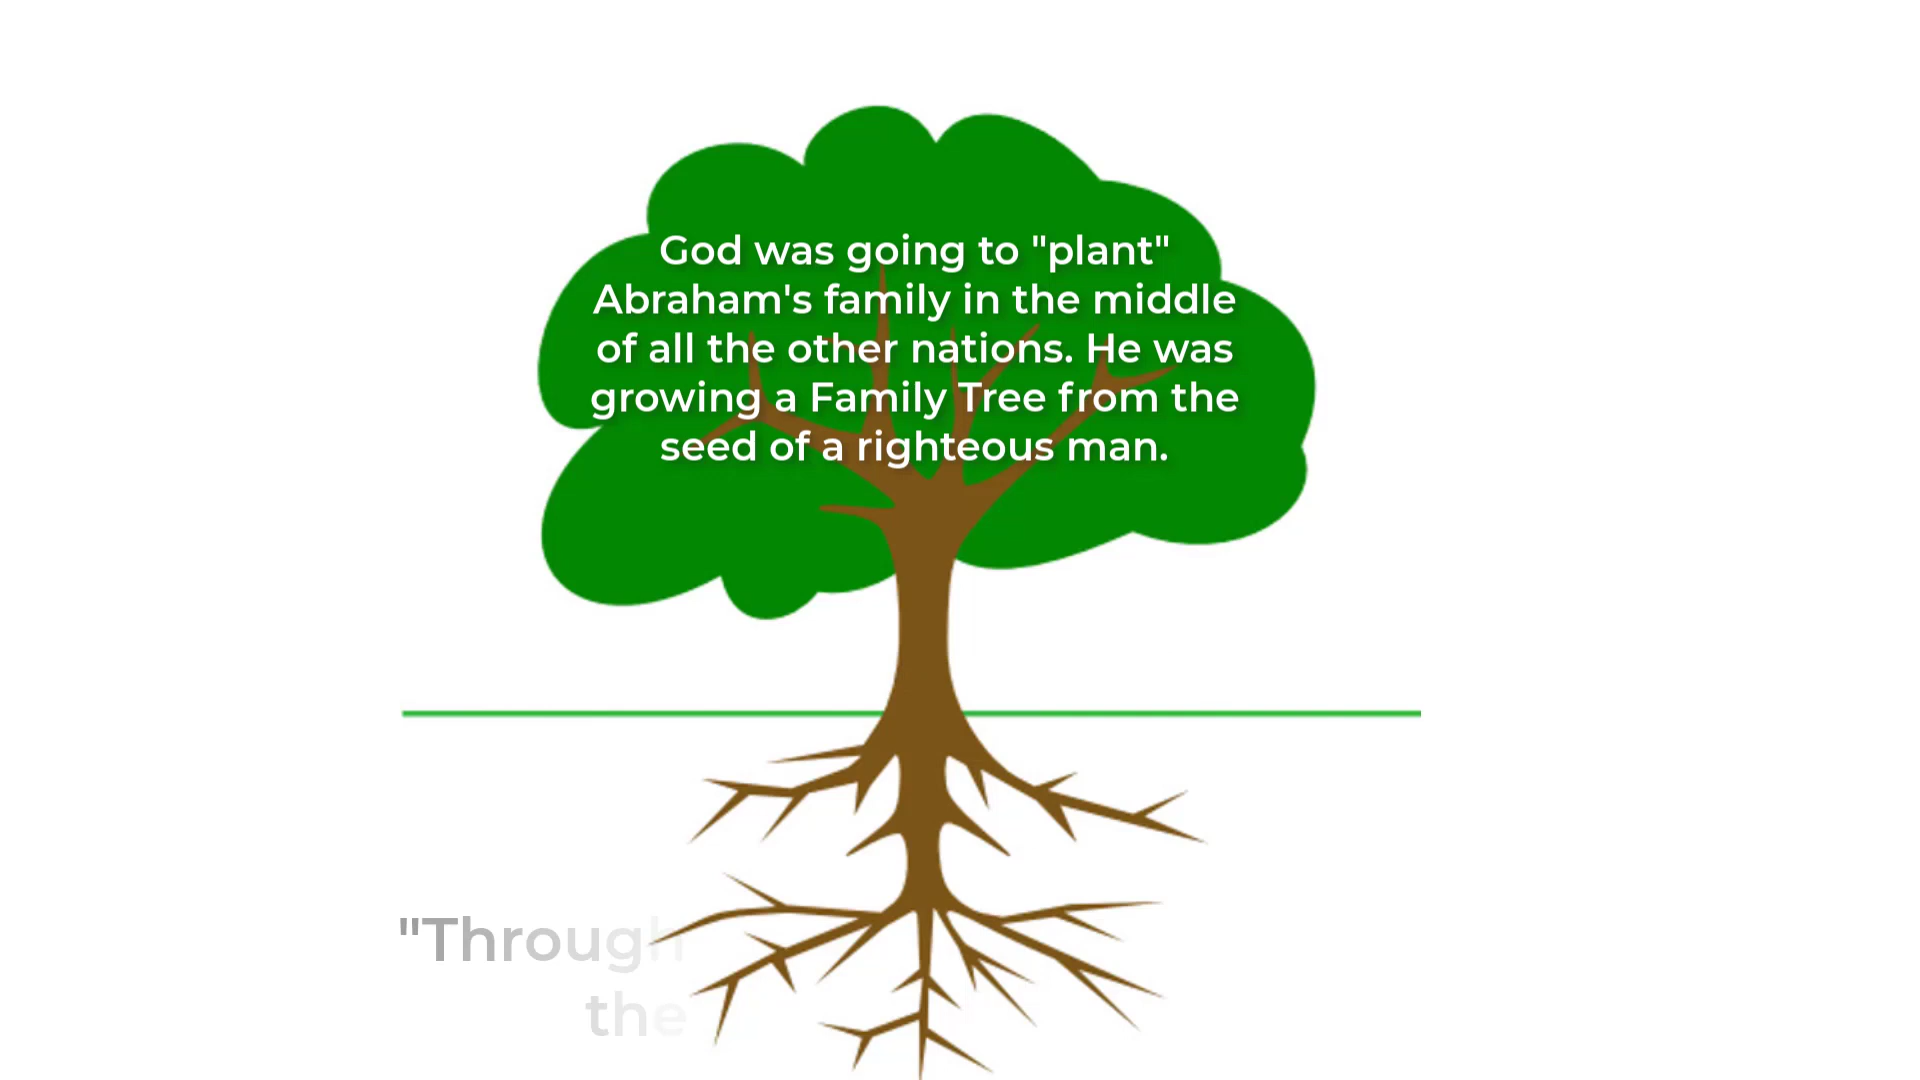 God was going to "plant"
Abraham's family in the middle
of all the other nations. He was
growing a Family Tree from the
seed of a righteous man.
"Through
the